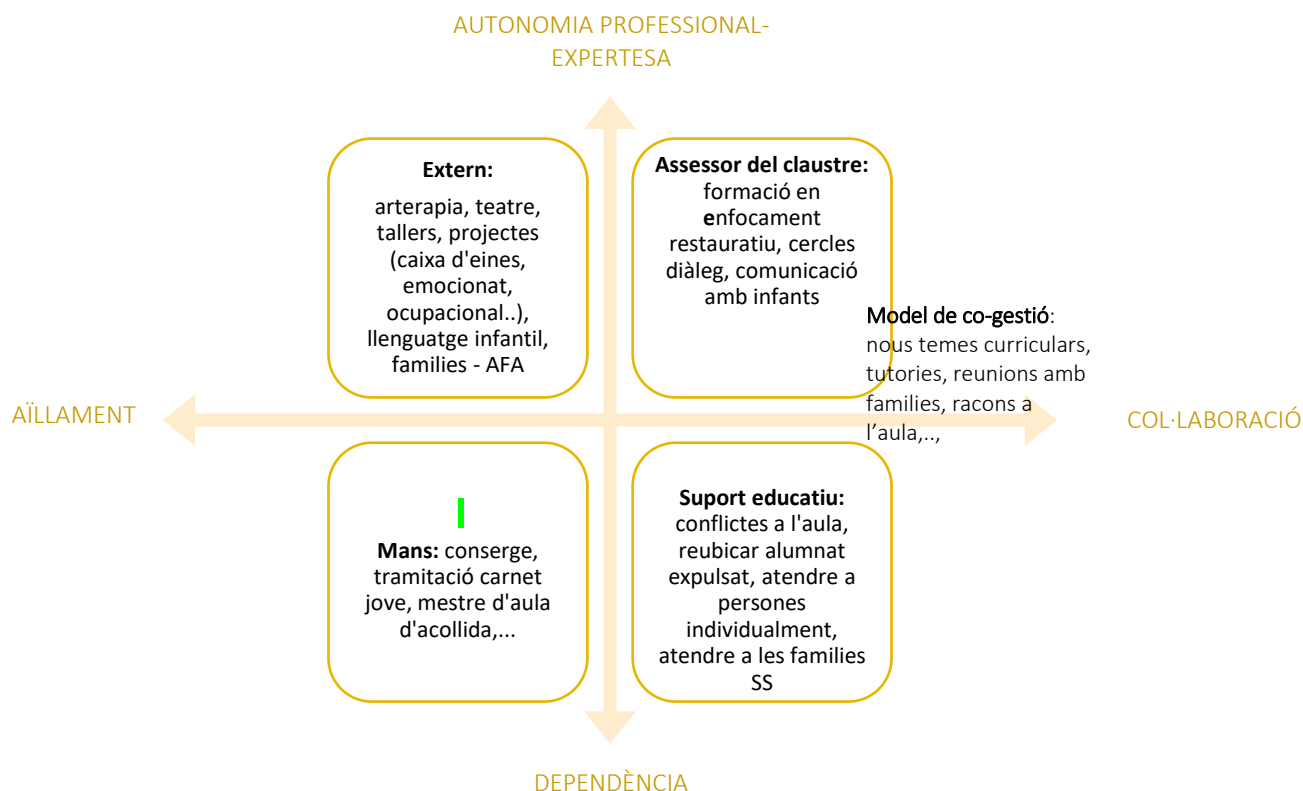 AUTONOMIA PROFESSIONAL-
EXPERTESA
Extern:
arterapia, teatre,
tallers, projectes
(caixa d'eines,
emocionat,
ocupacional..),
llenguatge infantil,
families - AFA
Assessor del claustre:
formació en
enfocament
restauratiu, cercles
diàleg, comunicació
amb infants
Model de co-gestió:
nous temes curriculars,
tutories, reunions amb
families, racons a
l'aula,..,
AÏLLAMENT
COL·LABORACIÓ
Mans: conserge,
tramitació carnet
jove, mestre d'aula
d'acollida,...
Suport educatiu:
conflictes a l'aula,
reubicar alumnat
expulsat, atendre a
persones
individualment,
atendre a les families
SS
DEPENDÈNCIA